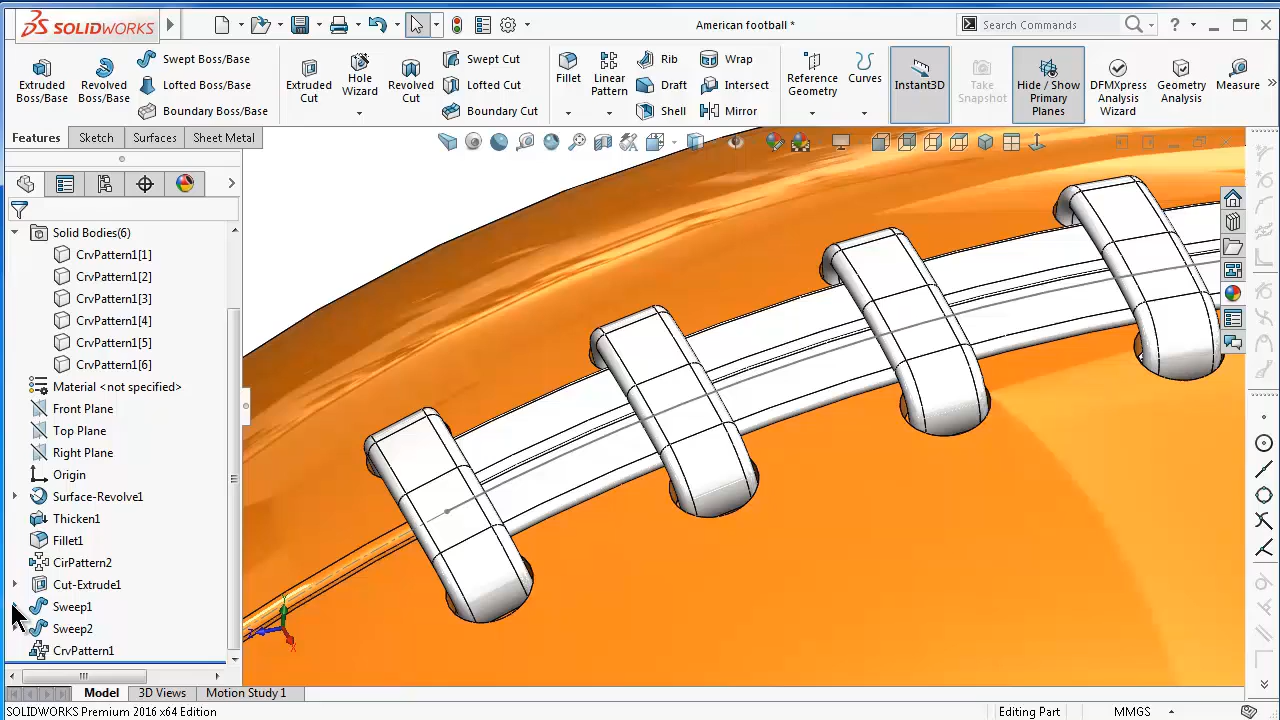 SOLIDWORKS
American football *
Search Commands
?
Extruded Boss/Base
Revolved Boss/Base
Swept Boss/Base
Lofted Boss/Base
Boundary Boss/Base
Extruded Cut
Hole Wizard
Revolved Cut
Swept Cut
Lofted Cut
Boundary Cut
Fillet
Linear Pattern
Rib
Draft
Shell
Wrap
Intersect
Mirror
Reference Geometry
Curves
Instant3D
Take Snapshot
Hide / Show Primary Planes
DFMXpress Analysis Wizard
Geometry Analysis
Measure
Features
Sketch
Surfaces
Sheet Metal
Solid Bodies(6)
CrvPattern1[1]
CrvPattern1[2]
CrvPattern1[3]
CrvPattern1[4]
CrvPattern1[5]
CrvPattern1[6]
Material <not specified>
Front Plane
Top Plane
Right Plane
Origin
Surface-Revolve1
Thicken1
Fillet1
CirPattern2
Cut-Extrude1
Sweep1
Sweep2
CrvPattern1
Model
3D Views
Motion Study 1
SOLIDWORKS Premium 2016 x64 Edition
Editing Part
MMGS